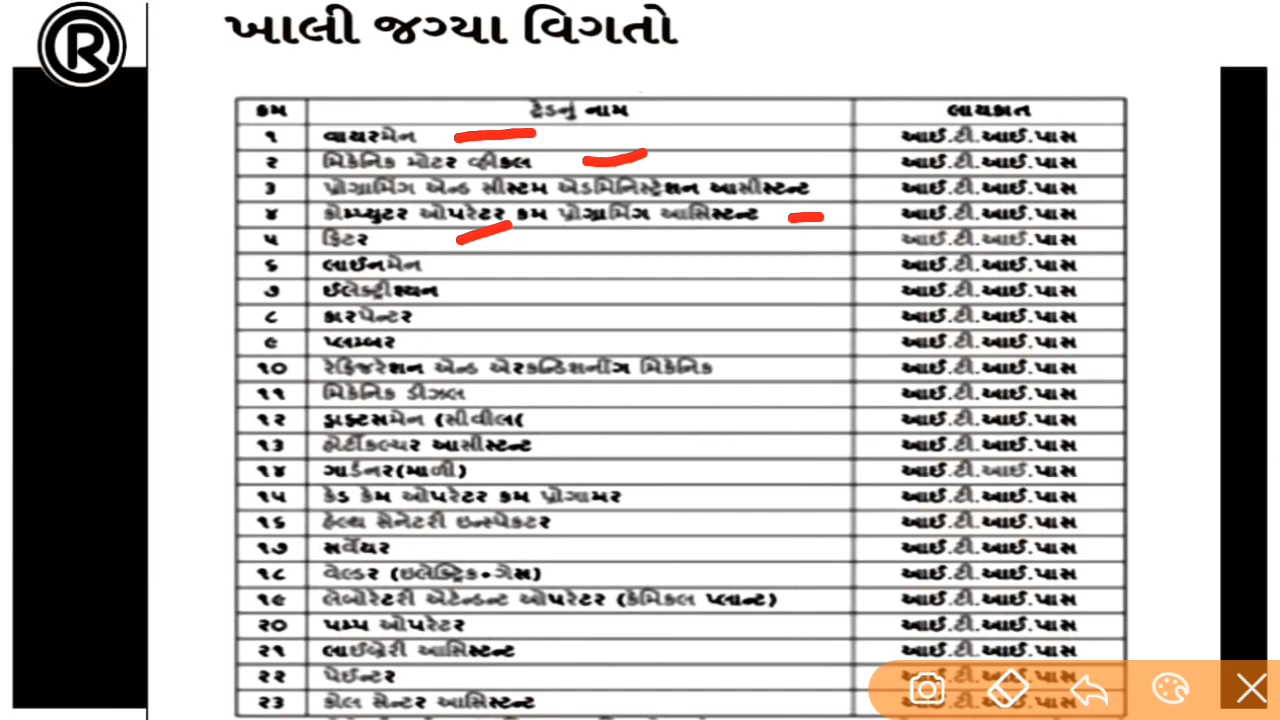 R
ખાલી જગ્યા વિગતો
ક્મ ટ્રેડનું નામ લાયકાત
૧ વાયરમેન આઈ.ટી.આઈ.પાસ
૨ મિકેનિક મોટર વ્હીકલ આઈ.ટી.આઈ.પાસ
૩ પ્રોગ્રામિંગ એન્ડ સીસ્ટમ એડમિનિસ્ટ્રેશન આસીસ્ટન્ટ આઈ.ટી.આઈ.પાસ
૪ કોમ્પ્યુટર ઓપરેટર કમ પ્રોગ્રામિંગ આસિસ્ટન્ટ આઈ.ટી.આઈ.પાસ
૫ ફિટર આઈ.ટી.આઈ.પાસ
૬ લાઈનમેન આઈ.ટી.આઈ.પાસ
૭ ઈલેક્ટ્રીશ્યન આઈ.ટી.આઈ.પાસ
૮ કારપેન્ટર આઈ.ટી.આઈ.પાસ
૯ પ્લમ્બર આઈ.ટી.આઈ.પાસ
૧૦ રેફ્રિજરેશન એન્ડ એરકન્ડિશનીંગ મિકેનિક આઈ.ટી.આઈ.પાસ
૧૧ મિકેનિક ડીઝલ આઈ.ટી.આઈ.પાસ
૧૨ ડ્રાફ્ટસમેન (સીવીલ( આઈ.ટી.આઈ.પાસ
૧૩ હોર્ટીકલ્ચર આસીસ્ટન્ટ આઈ.ટી.આઈ.પાસ
૧૪ ગાર્ડનર(માળી) આઈ.ટી.આઈ.પાસ
૧૫ કેડ કેમ ઓપરેટર કમ પ્રોગામર આઈ.ટી.આઈ.પાસ
૧૬ હેલ્થ સેનેટરી ઇન્સ્પેકટર આઈ.ટી.આઈ.પાસ
૧૭ સર્વેયર આઈ.ટી.આઈ.પાસ
૧૮ વેલ્ડર (ઇલેક્ટ્રિક+ગેસ) આઈ.ટી.આઈ.પાસ
૧૯ લેબોરેટરી એટેન્ડન્ટ ઓપરેટર (કેમિકલ પ્લાન્ટ) આઈ.ટી.આઈ.પાસ
૨૦ પમ્પ ઓપરેટર આઈ.ટી.આઈ.પાસ
૨૧ લાઈબ્રેરી આસિસ્ટન્ટ આઈ.ટી.આઈ.પાસ
૨૨ પેઈન્ટર આઈ.ટી.આઈ.પાસ
૨૩ કોલ સેન્ટર આસિસ્ટન્ટ આઈ.ટી.આઈ.પાસ